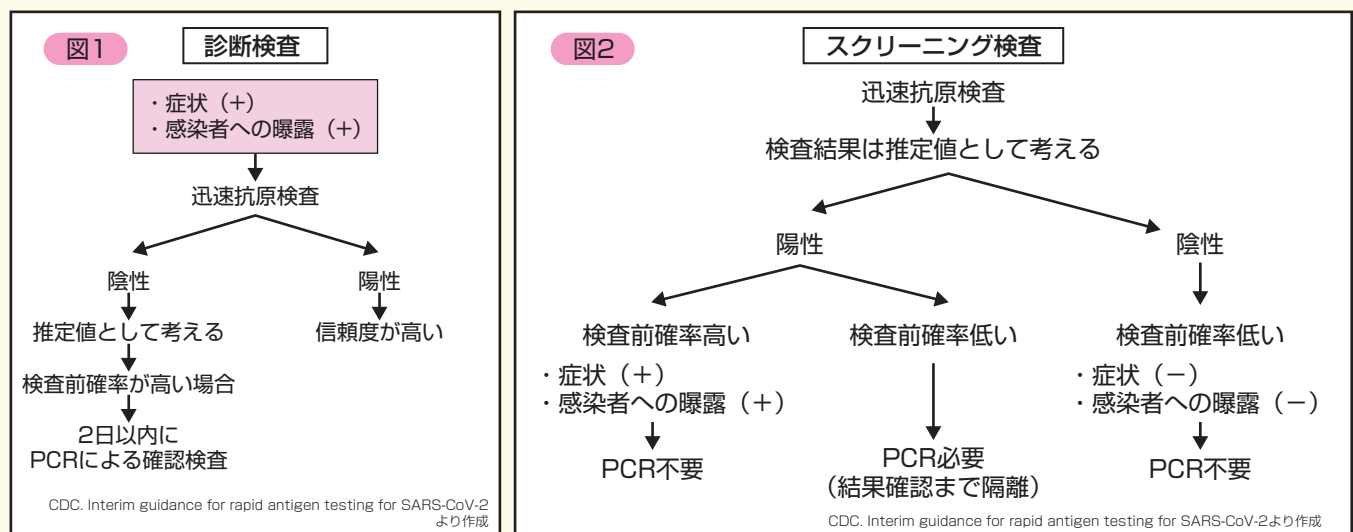 図1
診断検査
・症状（+）
・感染者への曝露（+）
迅速抗原検査
陰性
陽性
推定値として考える
信頼度が高い
検査前確率が高い場合
2日以内に
PCRによる確認検査
CDC. Interim guidance for rapid antigen testing for SARS-CoV-2
より作成
図2
スクリーニング検査
迅速抗原検査
検査結果は推定値として考える
陽性
陰性
検査前確率高い
検査前確率低い
検査前確率低い
・症状（＋）
・感染者への曝露（＋）
・症状（－）
・感染者への曝露（－）
PCR不要
PCR必要
（結果確認まで隔離）
PCR不要
CDC. Interim guidance for rapid antigen testing for SARS-CoV-2より作成